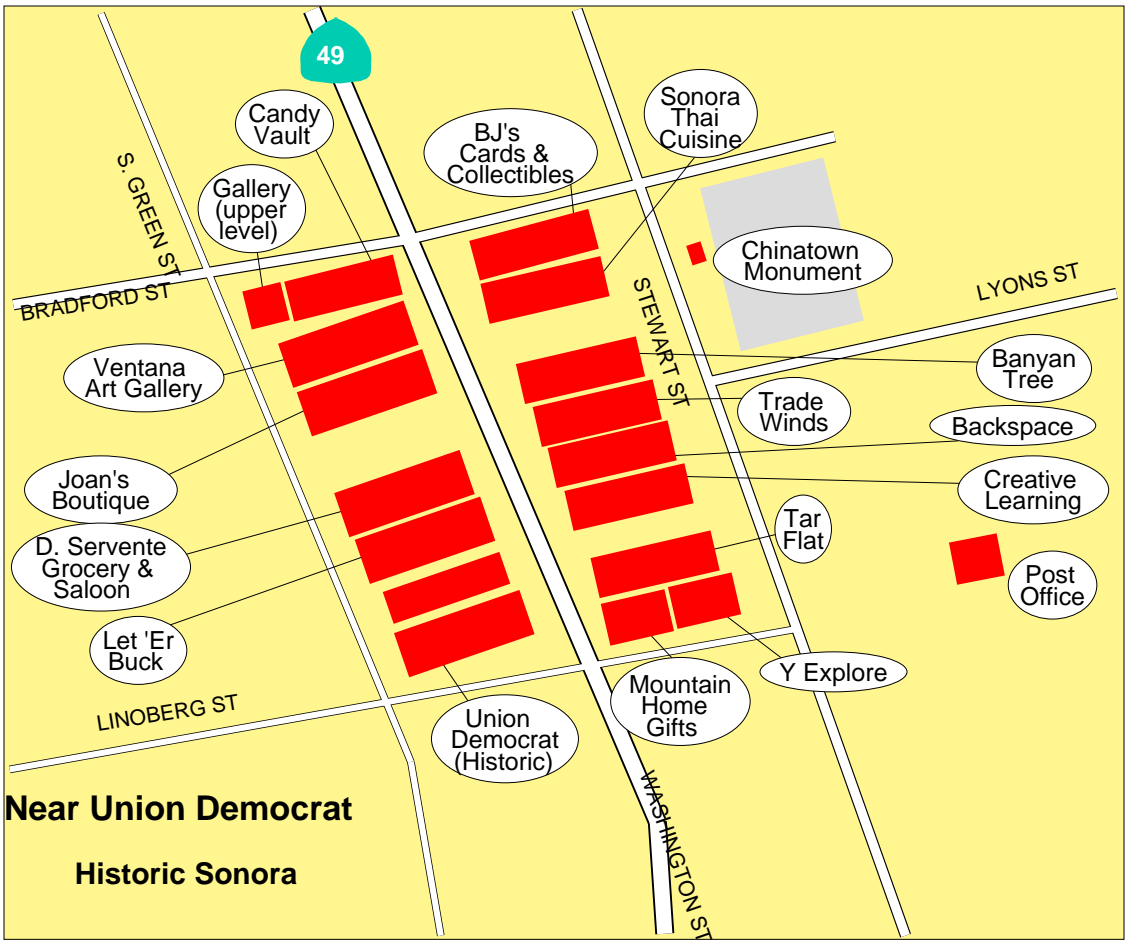 49
Candy
Vault
BJ's
Cards &
Collectibles
Sonora
Thai
Cuisine
S. GREEN ST
Gallery
(upper
level)
Chinatown
Monument
BRADFORD ST
STEWART ST
LYONS ST
Ventana
Art Gallery
Banyan
Tree
Trade
Winds
Backspace
Joan's
Boutique
Creative
Learning
D. Servente
Grocery &
Saloon
Tar
Flat
Post
Office
Let 'Er
Buck
Y Explore
Mountain
Home
Gifts
LINOBERG ST
Union
Democrat
(Historic)
WASHINGTON ST
Near Union Democrat
Historic Sonora